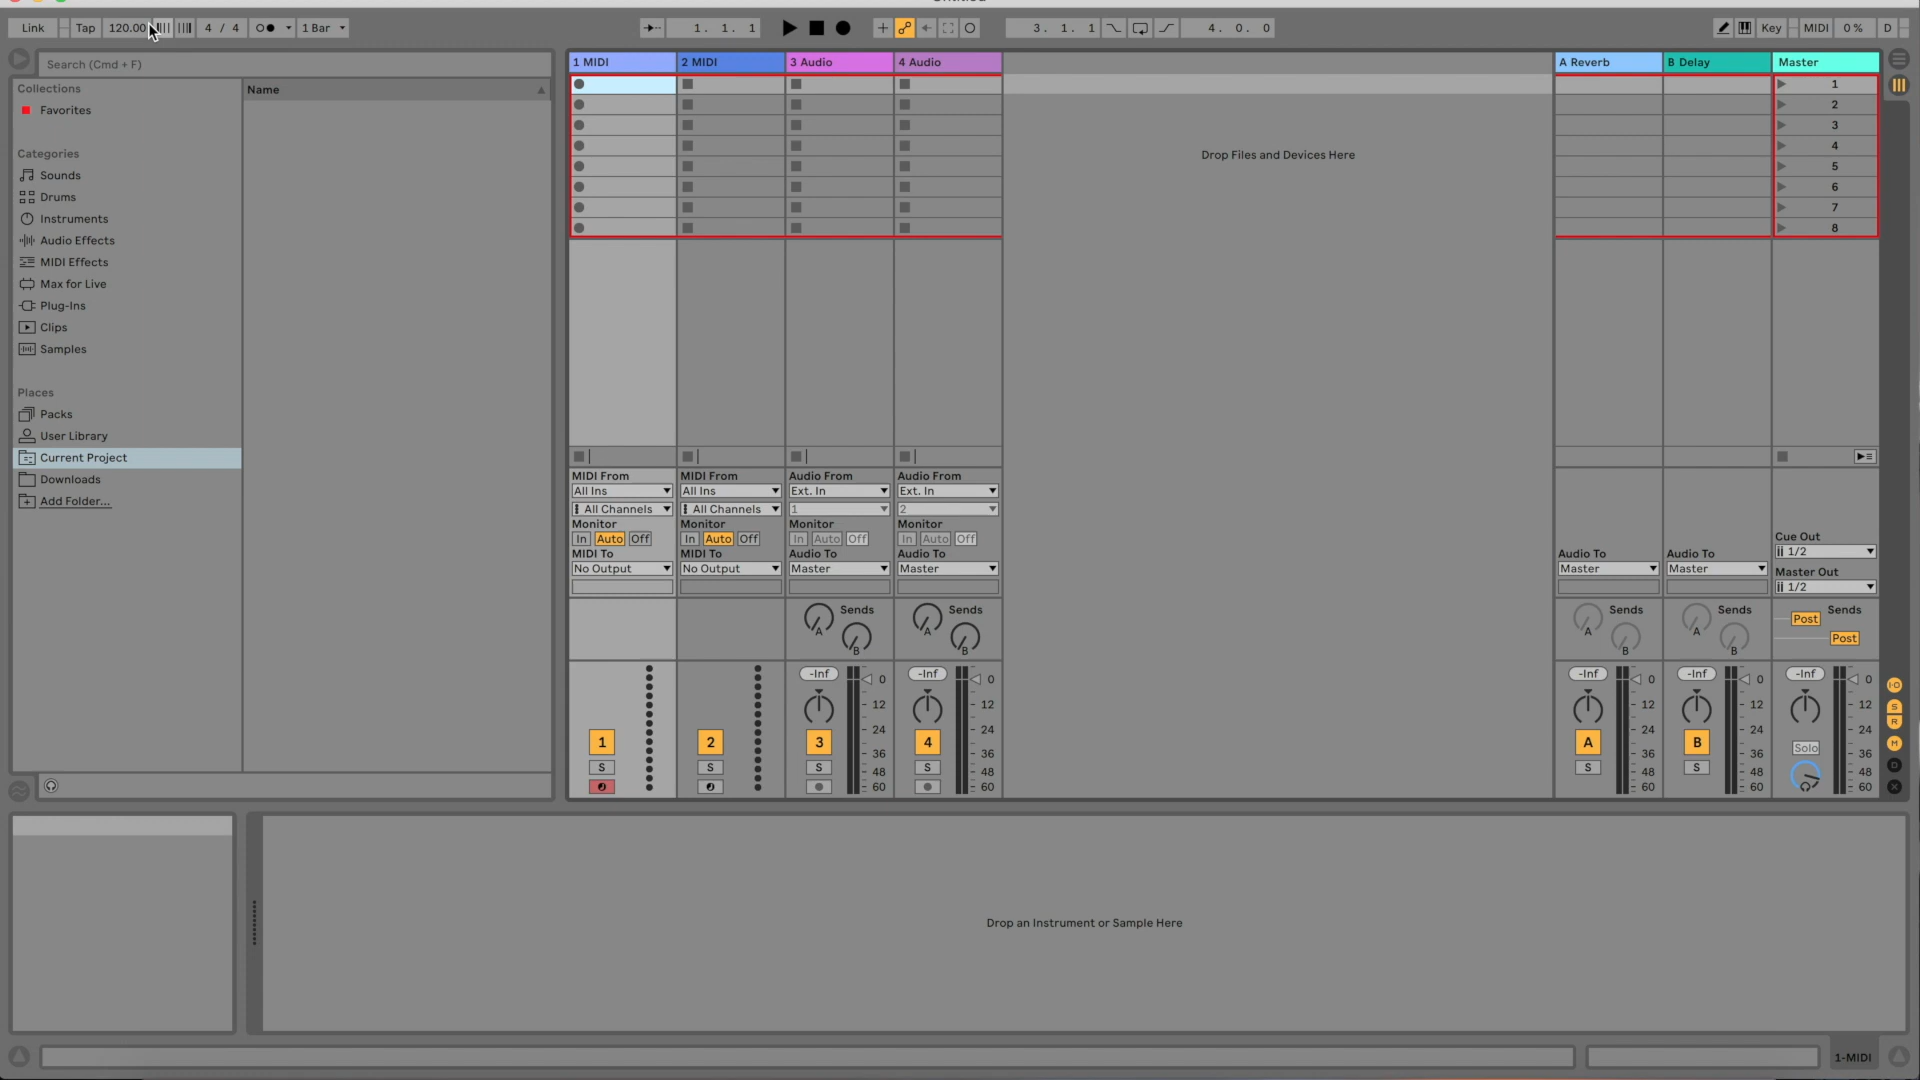 Link Tap 120.00 4 / 4 1 Bar 1. 1. 1 3. 1. 1 4. 0. 0 Key MIDI 0 % D
Search (Cmd + F)
Collections
Favorites
Categories
Sounds
Drums
Instruments
Audio Effects
MIDI Effects
Max for Live
Plug-Ins
Clips
Samples
Places
Packs
User Library
Current Project
Downloads
Add Folder...
Name
1 MIDI 2 MIDI 3 Audio 4 Audio A Reverb B Delay Master
1
2
3
4
5
6
7
8
Drop Files and Devices Here
MIDI From MIDI From Audio From Audio From
All Ins All Ins Ext. In Ext. In
All Channels All Channels 1 2
Monitor Monitor Monitor Monitor
In Auto Off In Auto Off In Auto Off In Auto Off
MIDI To MIDI To Audio To Audio To Audio To Audio To
No Output No Output Master Master Master Master
Cue Out
1/2
Master Out
1/2
Sends Sends Sends Sends Sends
A A A A Post
B B B B Post
-Inf -Inf -Inf -Inf -Inf
0 0 0 0 0
12 12 12 12 12
24 24 24 24 24
36 36 36 36 36
48 48 48 48 48
60 60 60 60 60
1 2 3 4 A B Solo
S S S S S S
I·O
S
R
M
D
X
Drop an Instrument or Sample Here
1-MIDI